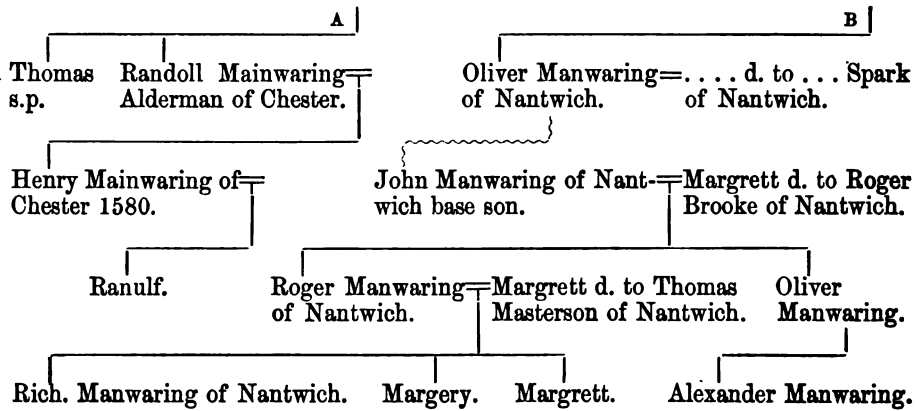 A B
Thomas Randoll Mainwaring Oliver Manwaring=.... d. to ... Spark
s.p. Alderman of Chester. of Nantwich. of Nantwich.
Henry Mainwaring of John Manwaring of Nant- Margrett d. to Roger
Chester 1580. wich base son. Brooke of Nantwich.
Ranulf. Roger Manwaring Margrett d. to Thomas Oliver
of Nantwich. Masterson of Nantwich. Manwaring.
Rich. Manwaring of Nantwich. Margery. Margrett. Alexander Manwaring.